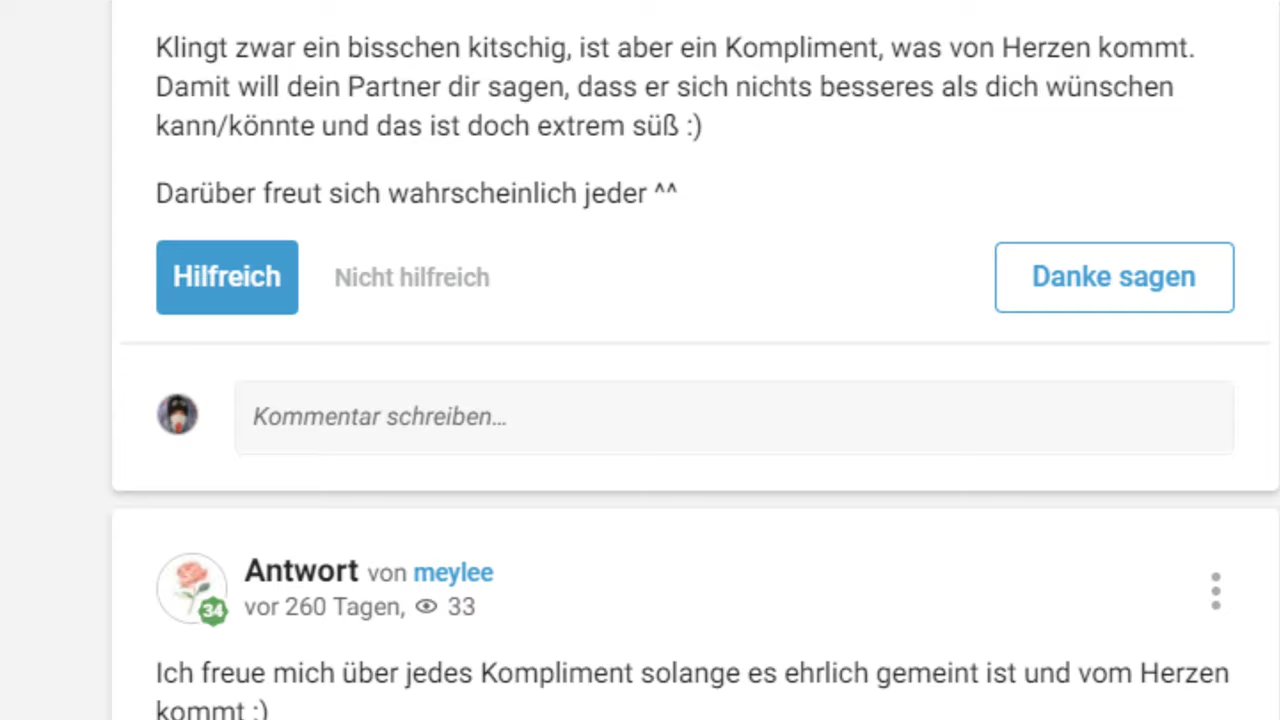 Klingt zwar ein bisschen kitschig, ist aber ein Kompliment, was von Herzen kommt.
Damit will dein Partner dir sagen, dass er sich nichts besseres als dich wünschen
kann/könnte und das ist doch extrem süß :)
Darüber freut sich wahrscheinlich jeder ^^
Hilfreich Nicht hilfreich Danke sagen
Kommentar schreiben...
Antwort von meylee
34 vor 260 Tagen, 33
Ich freue mich über jedes Kompliment solange es ehrlich gemeint ist und vom Herzen
kommt :)